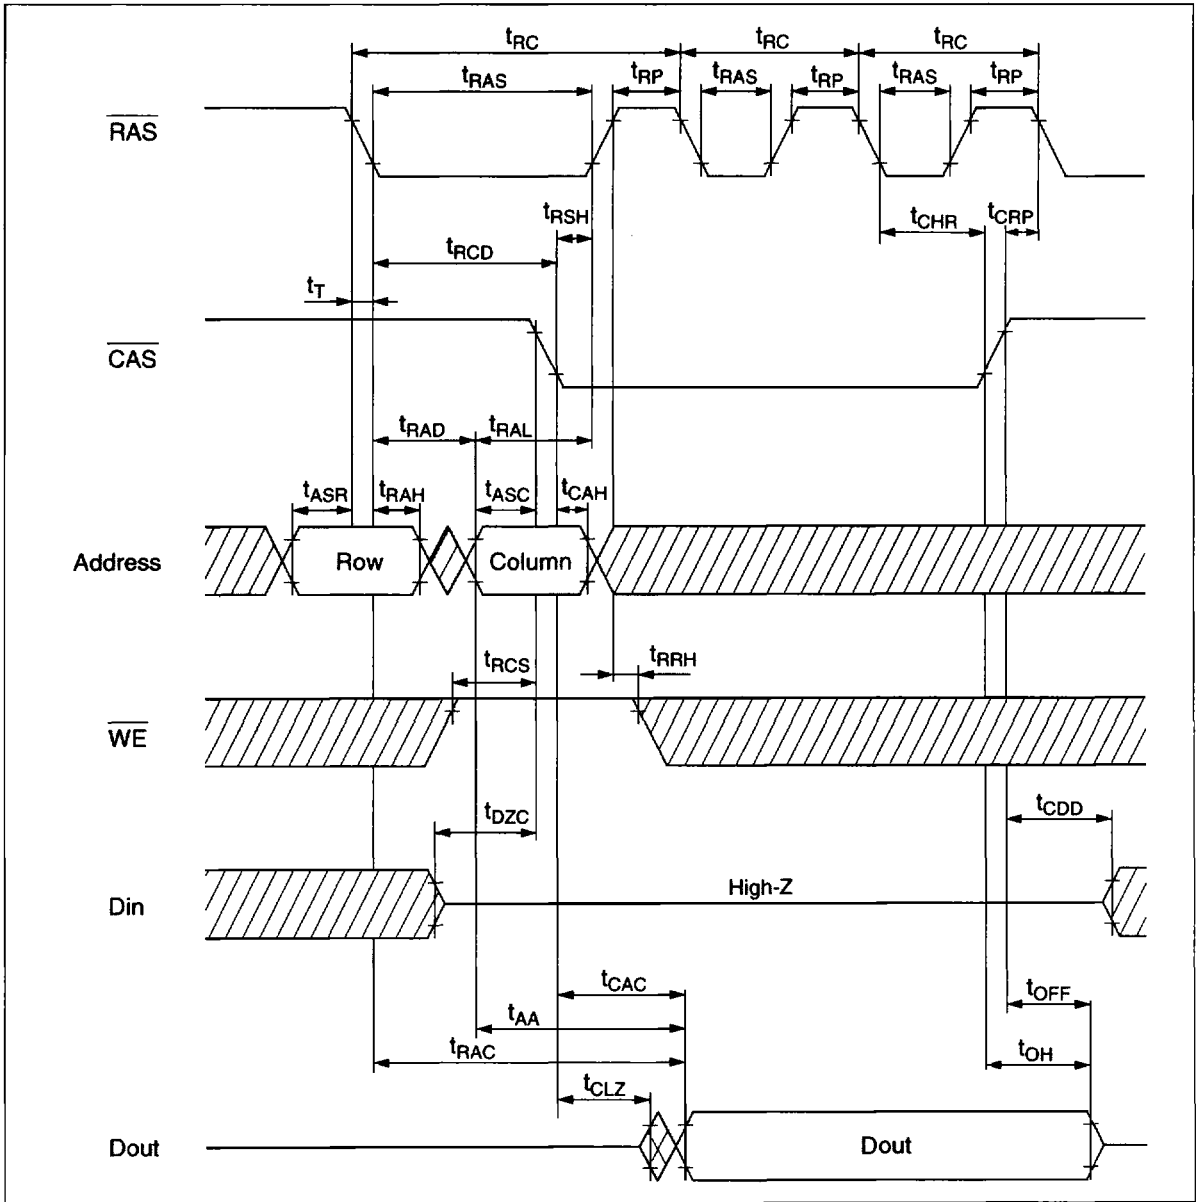 tRC tRC tRC
tRAS tRP tRAS tRP tRAS tRP
RAS
tRSH tCHR tCRP
tRCD
tT
CAS
tRAD tRAL
tASR tRAH tASC tCAH
Address Row Column
tRCS tRRH
WE
tDZC tCDD
High-Z
Din
tCAC tOFF
tAA
tRAC tOH
tCLZ
Dout Dout